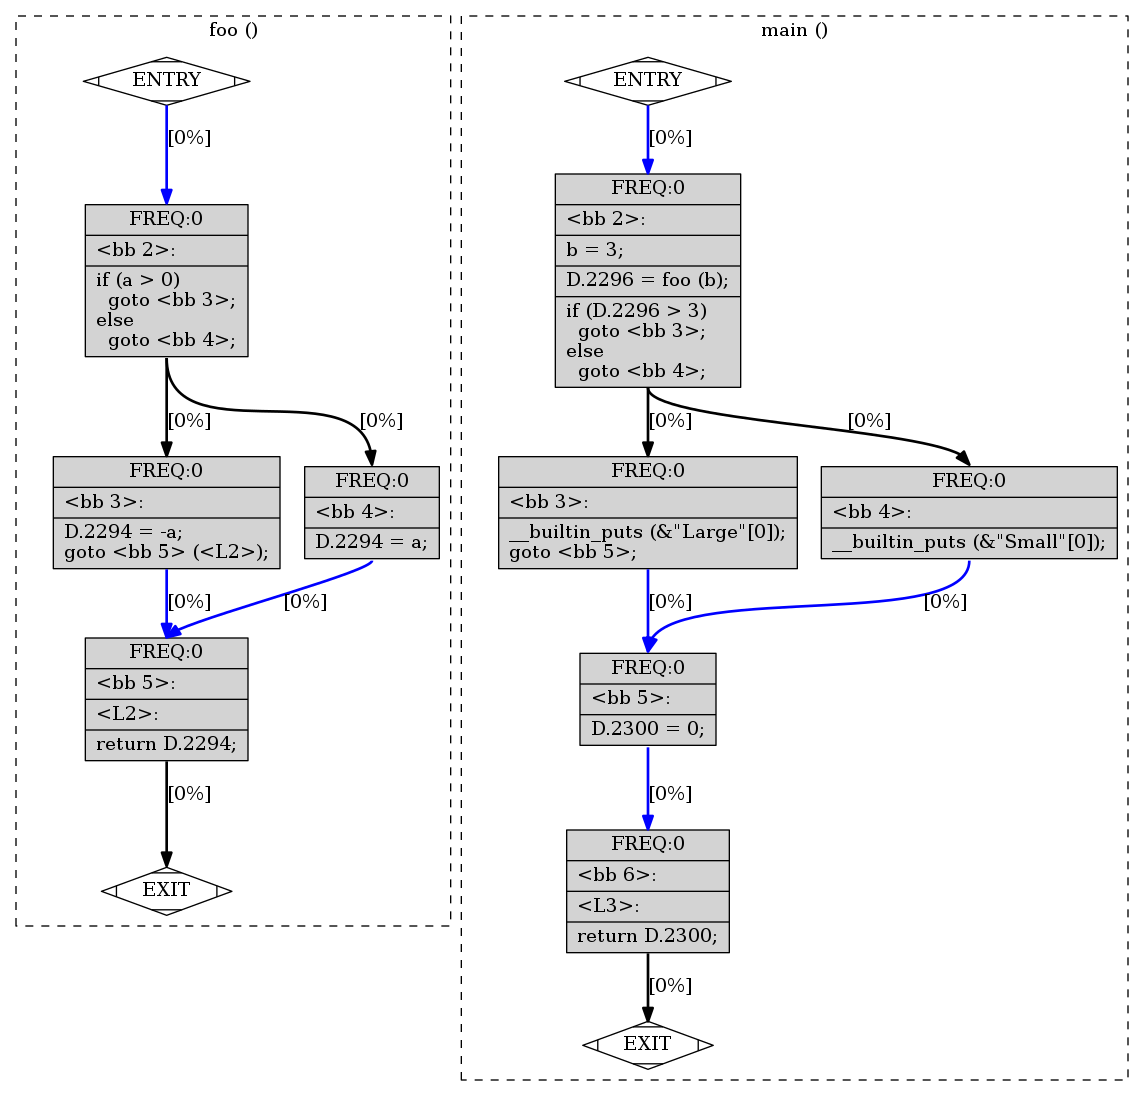 foo ()
ENTRY
[0%]
FREQ:0
<bb 2>:
if (a > 0)
goto <bb 3>;
else
goto <bb 4>;
[0%]
[0%]
FREQ:0
<bb 3>:
D.2294 = -a;
goto <bb 5> (<L2>);
FREQ:0
<bb 4>:
D.2294 = a;
[0%]
[0%]
FREQ:0
<bb 5>:
<L2>:
return D.2294;
[0%]
EXIT
main ()
ENTRY
[0%]
FREQ:0
<bb 2>:
b = 3;
D.2296 = foo (b);
if (D.2296 > 3)
goto <bb 3>;
else
goto <bb 4>;
[0%]
[0%]
FREQ:0
<bb 3>:
__builtin_puts (&"Large"[0]);
goto <bb 5>;
FREQ:0
<bb 4>:
__builtin_puts (&"Small"[0]);
[0%]
[0%]
FREQ:0
<bb 5>:
D.2300 = 0;
[0%]
FREQ:0
<bb 6>:
<L3>:
return D.2300;
[0%]
EXIT